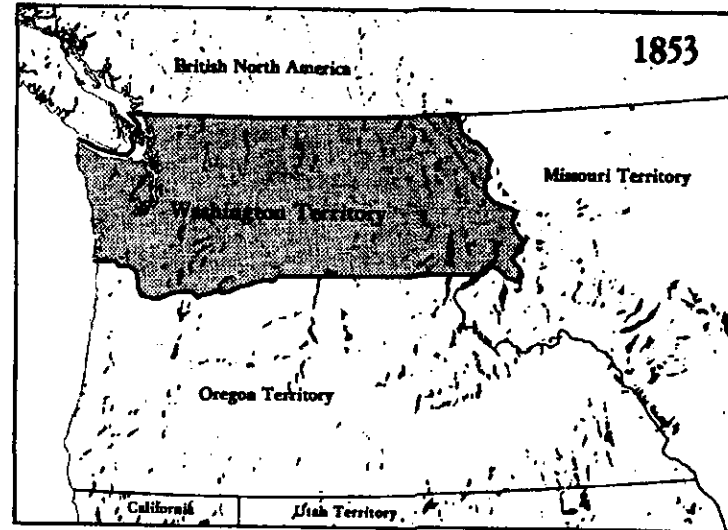 1853
British North America
Missouri Territory
Washington Territory
Oregon Territory
California
Utah Territory